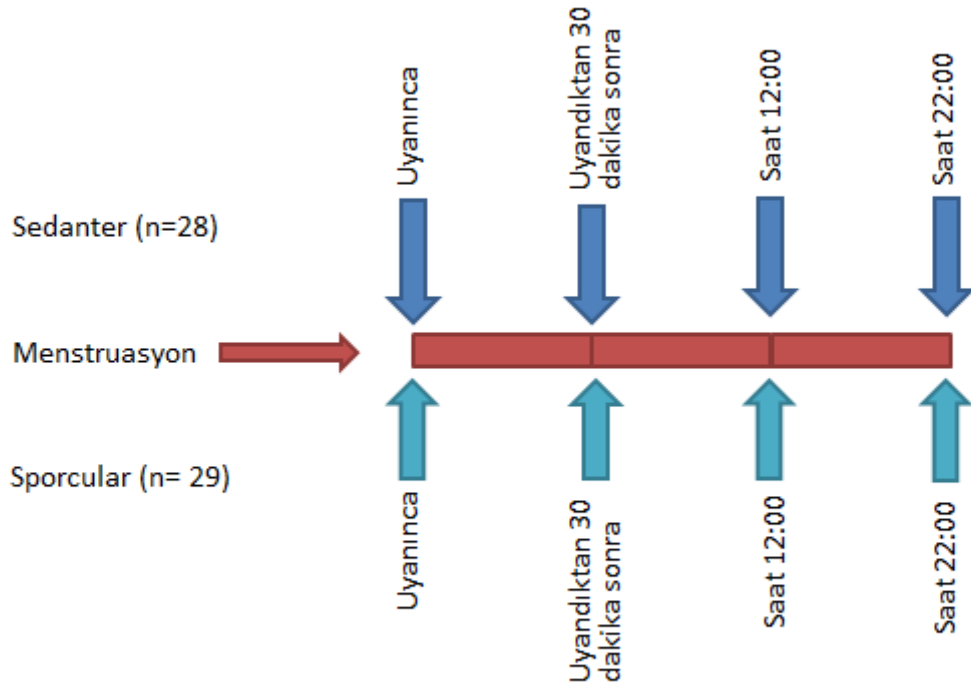 Uyanınca
Uyandıktan 30
dakika sonra
Saat 12:00
Saat 22:00
Sedanter (n=28)
Menstruasyon
Sporcular (n= 29)
Uyanınca
Uyandıktan 30
dakika sonra
Saat 12:00
Saat 22:00